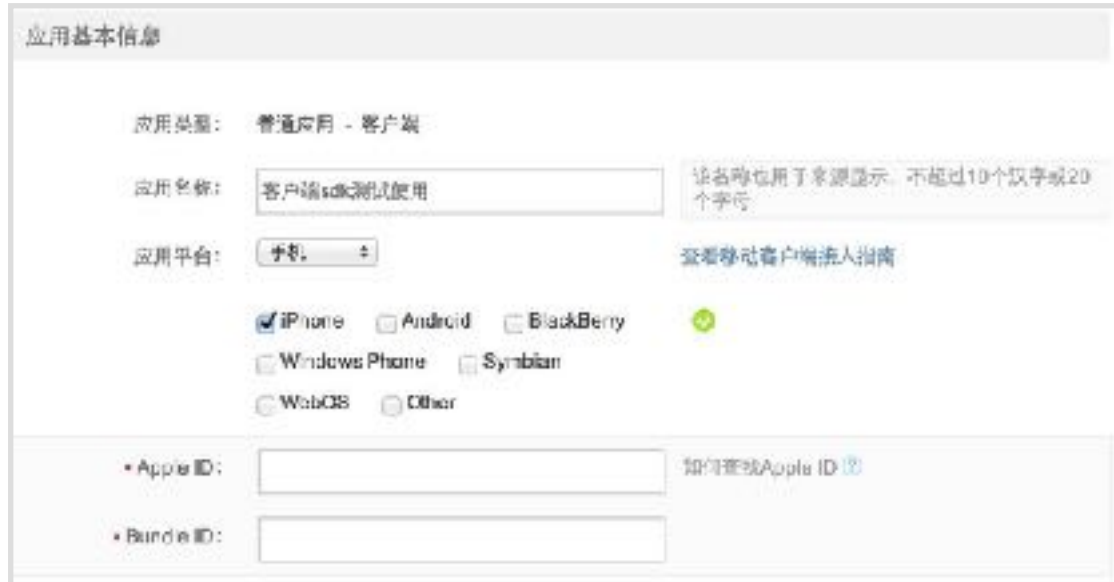 应用基本信息
应用类型： 普通应用 - 客户端
应用名称： 客户端sdk测试使用 该名称也用于来源显示，不超过10个汉字或20
个字母
应用平台： 手机 查看移动客户端接入指南
iPhone Android BlackBerry
Windows Phone Symbian
WebOS Other
• Apple ID： 如何查找Apple ID ?
• Bundle ID：